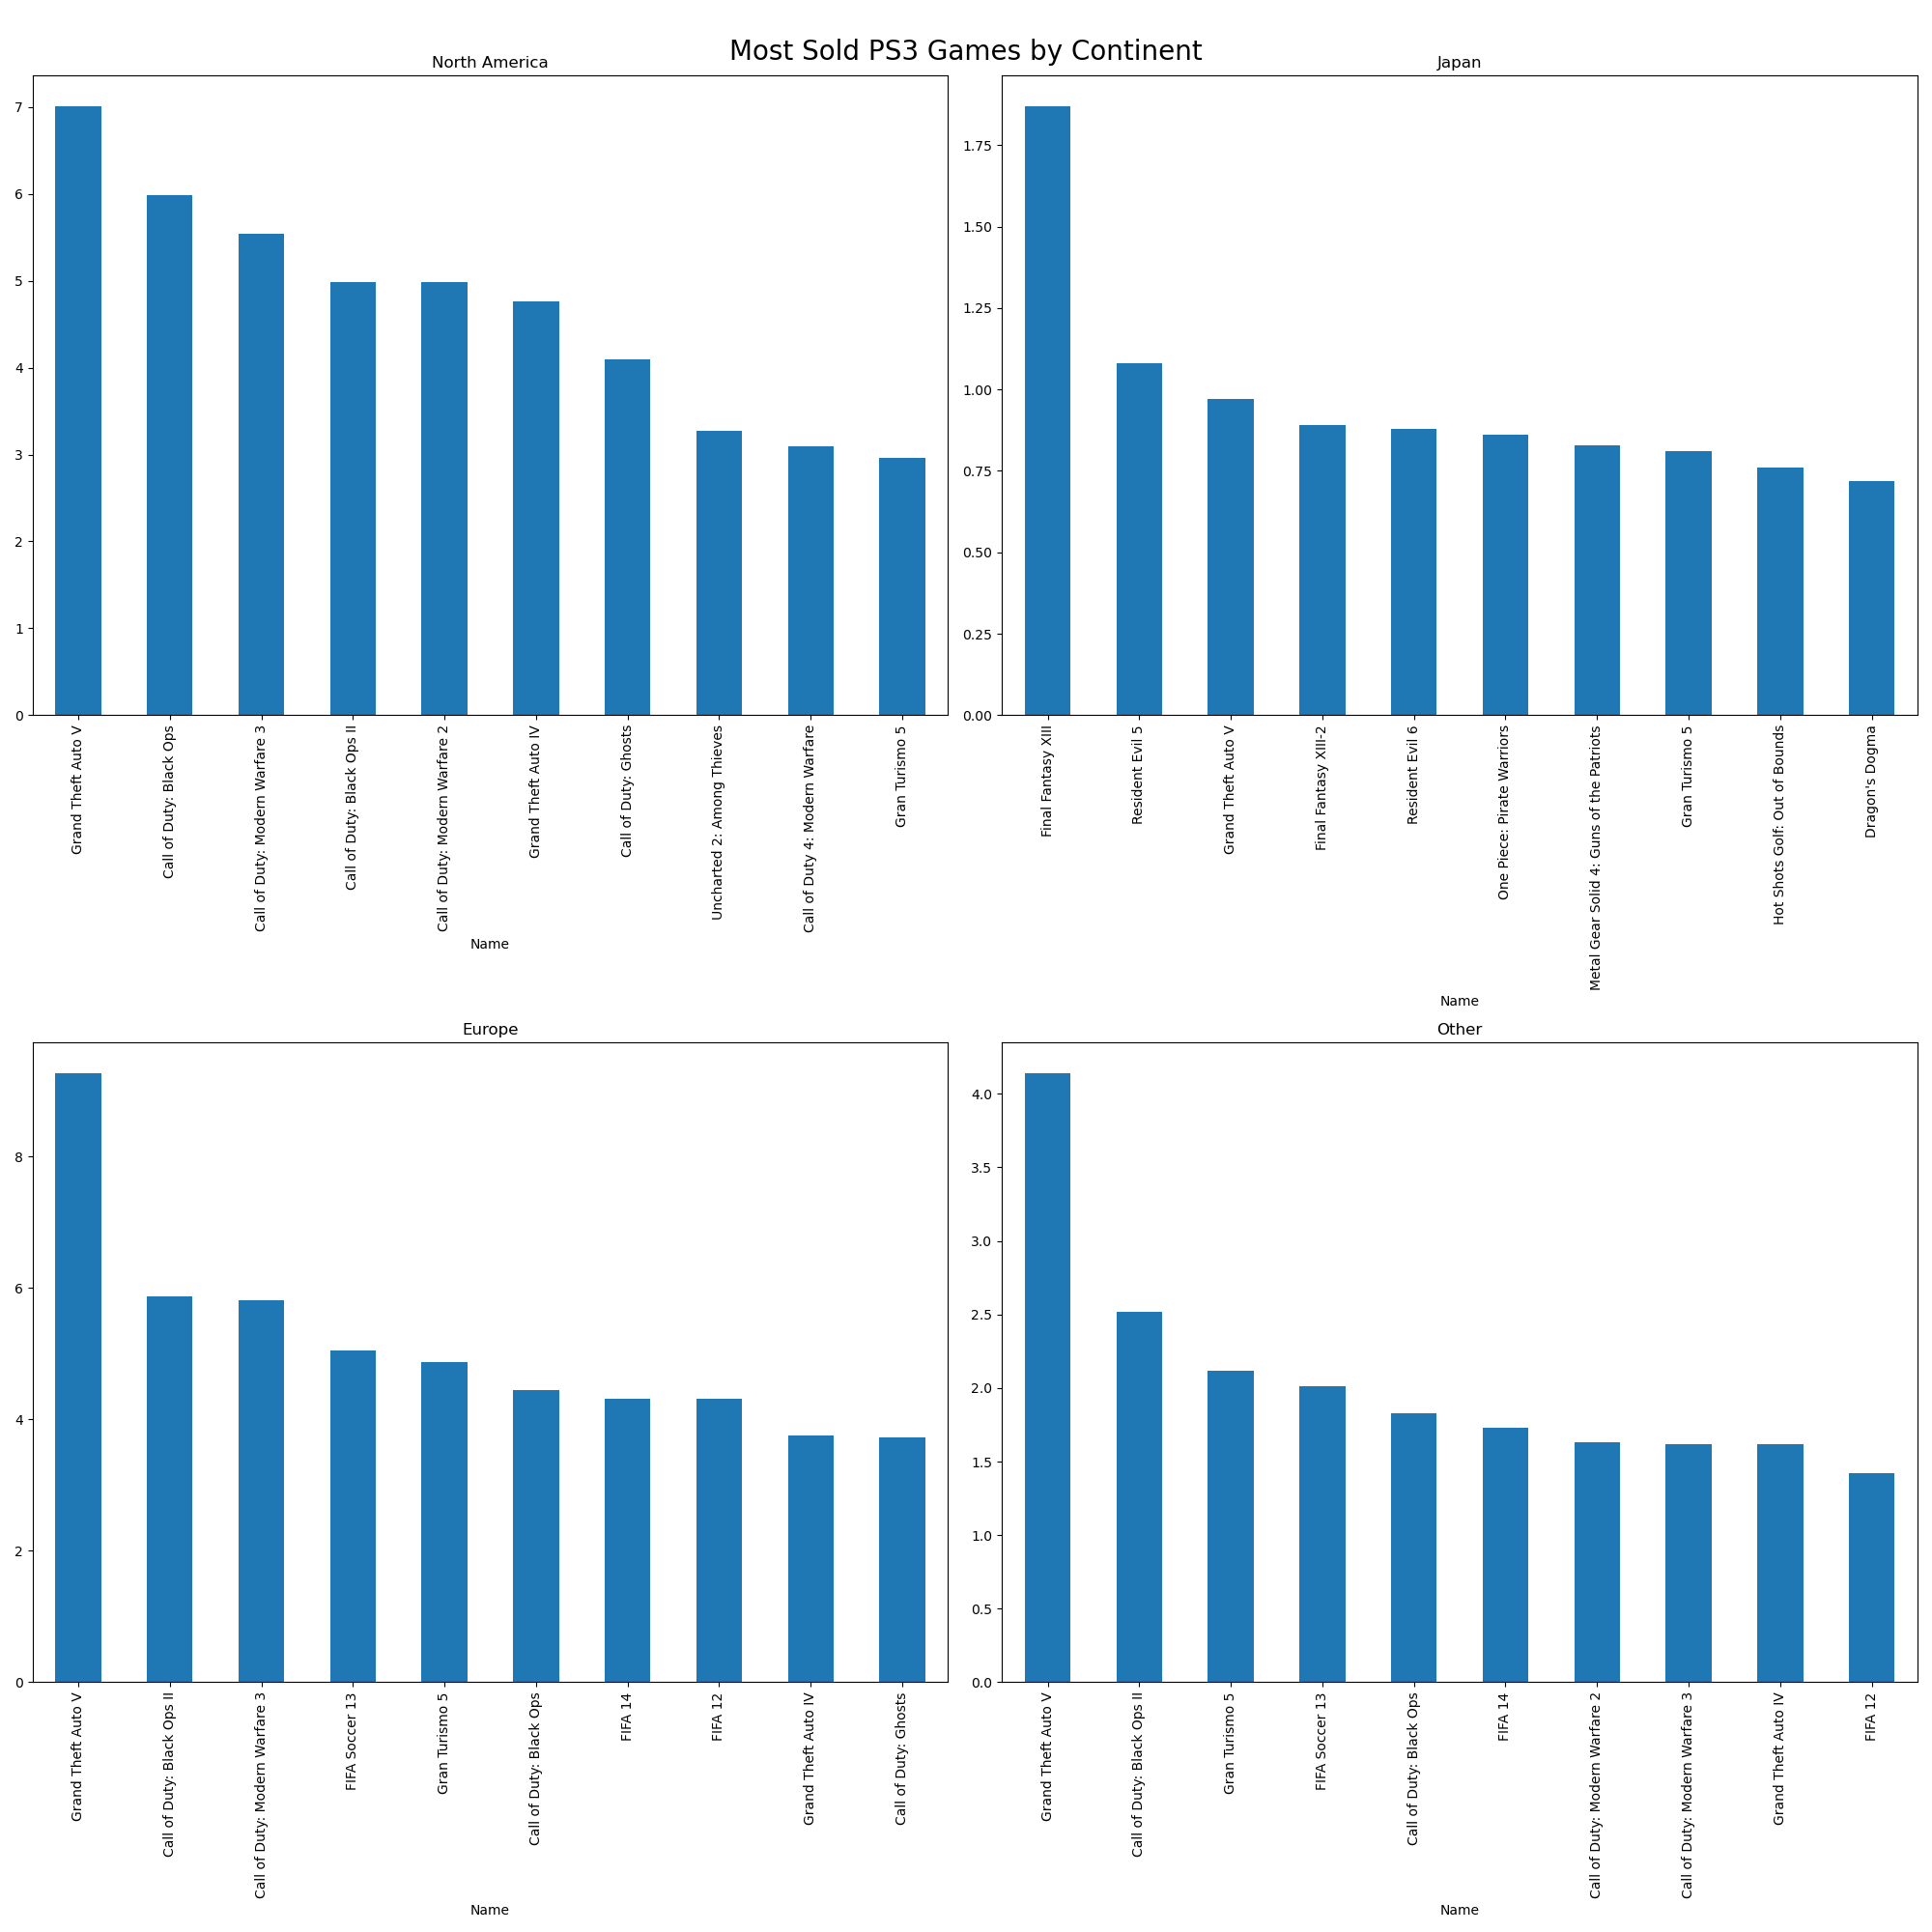 Most Sold PS3 Games by Continent
North America
7
6
5
4
3
2
1
0
Grand Theft Auto V
Call of Duty: Black Ops
Call of Duty: Modern Warfare 3
Call of Duty: Black Ops II
Call of Duty: Modern Warfare 2
Grand Theft Auto IV
Call of Duty: Ghosts
Uncharted 2: Among Thieves
Call of Duty 4: Modern Warfare
Gran Turismo 5
Name
Japan
1.75
1.50
1.25
1.00
0.75
0.50
0.25
0.00
Final Fantasy XIII
Resident Evil 5
Grand Theft Auto V
Final Fantasy XIII-2
Resident Evil 6
One Piece: Pirate Warriors
Metal Gear Solid 4: Guns of the Patriots
Gran Turismo 5
Hot Shots Golf: Out of Bounds
Dragon's Dogma
Name
Europe
8
6
4
2
0
Grand Theft Auto V
Call of Duty: Black Ops II
Call of Duty: Modern Warfare 3
FIFA Soccer 13
Gran Turismo 5
Call of Duty: Black Ops
FIFA 14
FIFA 12
Grand Theft Auto IV
Call of Duty: Ghosts
Name
Other
4.0
3.5
3.0
2.5
2.0
1.5
1.0
0.5
0.0
Grand Theft Auto V
Call of Duty: Black Ops II
Gran Turismo 5
FIFA Soccer 13
Call of Duty: Black Ops
FIFA 14
Call of Duty: Modern Warfare 2
Call of Duty: Modern Warfare 3
Grand Theft Auto IV
FIFA 12
Name